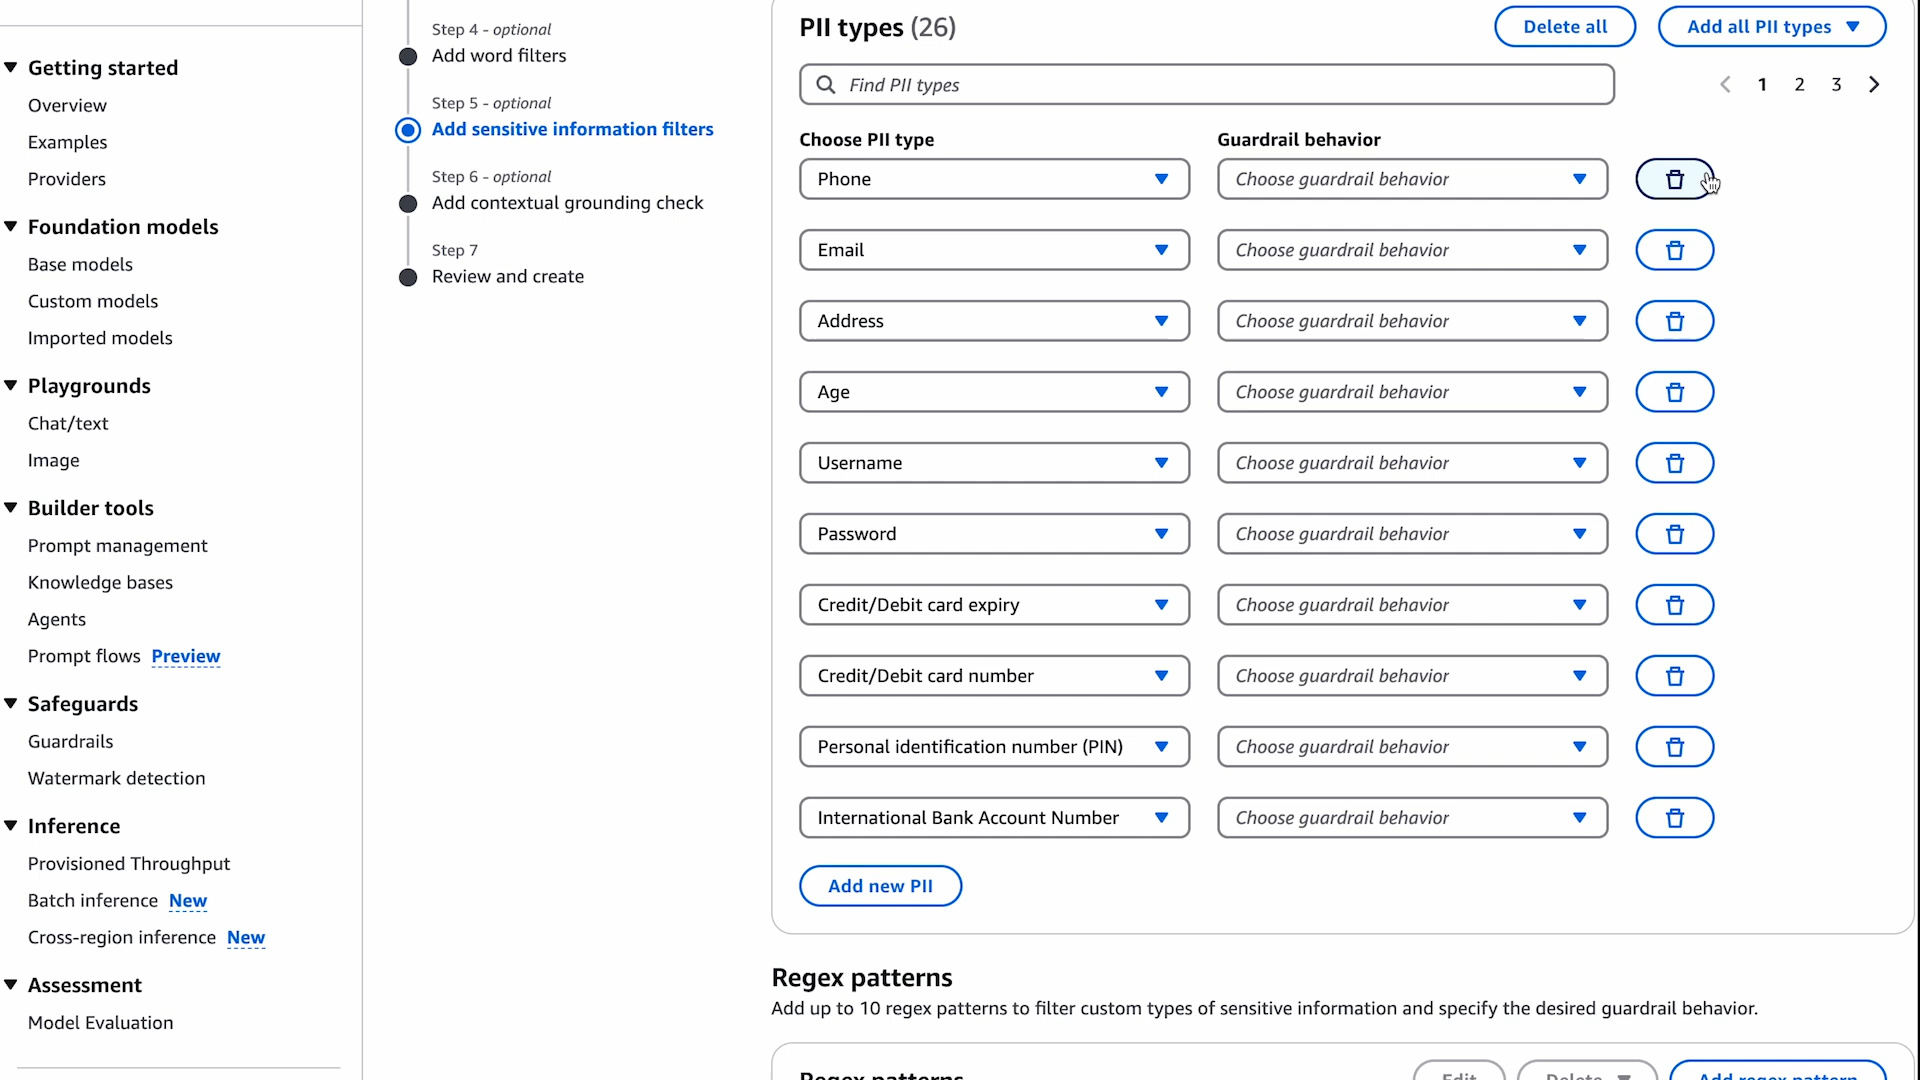 Getting started
Overview
Examples
Providers
Foundation models
Base models
Custom models
Imported models
Playgrounds
Chat/text
Image
Builder tools
Prompt management
Knowledge bases
Agents
Prompt flows Preview
Safeguards
Guardrails
Watermark detection
Inference
Provisioned Throughput
Batch inference New
Cross-region inference New
Assessment
Model Evaluation
Step 4 - optional
Add word filters
Step 5 - optional
Add sensitive information filters
Step 6 - optional
Add contextual grounding check
Step 7
Review and create
PII types (26)
Delete all
Add all PII types
Find PII types
1 2 3
Choose PII type Guardrail behavior
Phone Choose guardrail behavior
Email Choose guardrail behavior
Address Choose guardrail behavior
Age Choose guardrail behavior
Username Choose guardrail behavior
Password Choose guardrail behavior
Credit/Debit card expiry Choose guardrail behavior
Credit/Debit card number Choose guardrail behavior
Personal identification number (PIN) Choose guardrail behavior
International Bank Account Number Choose guardrail behavior
Add new PII
Regex patterns
Add up to 10 regex patterns to filter custom types of sensitive information and specify the desired guardrail behavior.
Regex patterns Edit Delete Add regex pattern